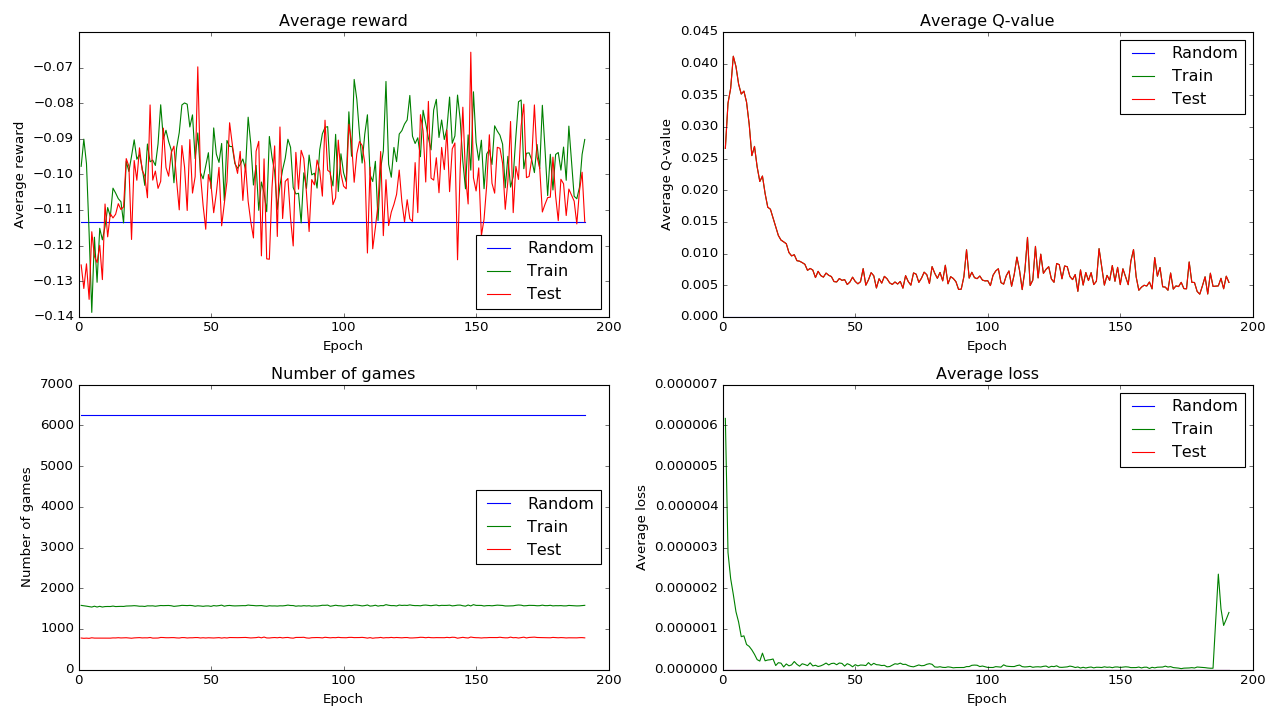 Average reward
−0.07
−0.08
−0.09
−0.10
−0.11
−0.12
−0.13
−0.14
Average reward
0 50 100 150 200
Epoch
Random
Train
Test
Average Q-value
0.045
0.040
0.035
0.030
0.025
0.020
0.015
0.010
0.005
0.000
Average Q-value
0 50 100 150 200
Epoch
Random
Train
Test
Number of games
7000
6000
5000
4000
3000
2000
1000
0
Number of games
0 50 100 150 200
Epoch
Random
Train
Test
Average loss
0.000007
0.000006
0.000005
0.000004
0.000003
0.000002
0.000001
0.000000
Average loss
0 50 100 150 200
Epoch
Random
Train
Test